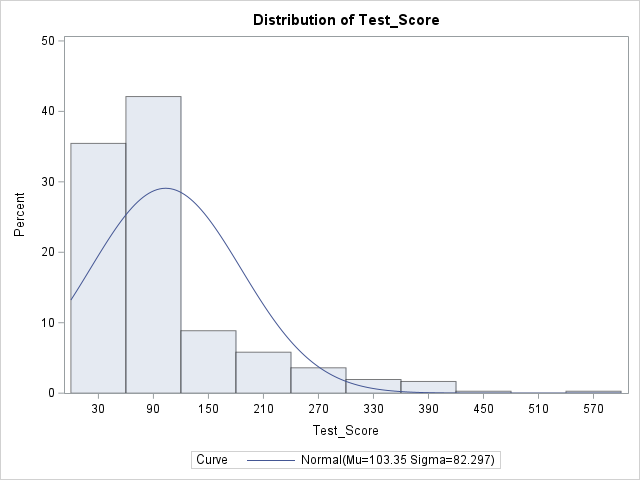 Distribution of Test_Score
50
40
30
20
10
0
Percent
30 90 150 210 270 330 390 450 510 570
Test_Score
Curve Normal(Mu=103.35 Sigma=82.297)